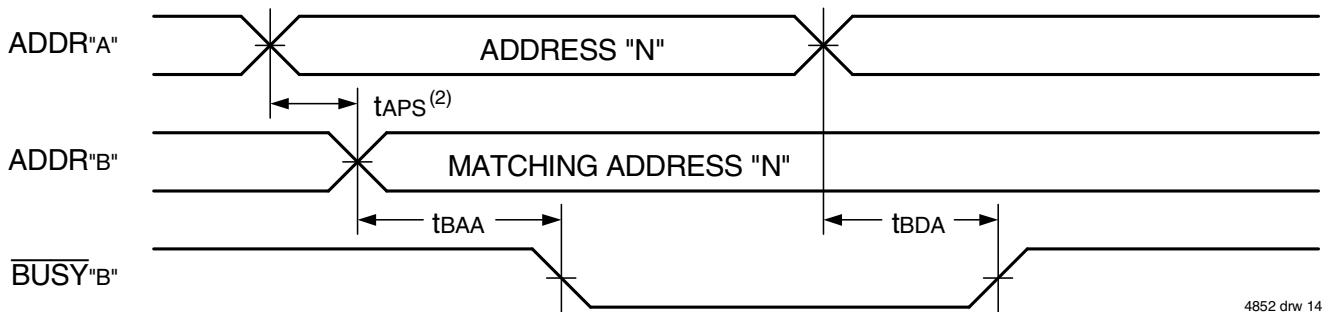 ADDR"A"
ADDRESS "N"
tAPS(2)
ADDR"B"
MATCHING ADDRESS "N"
tBAA
tBDA
BUSY"B"
4852 drw 14